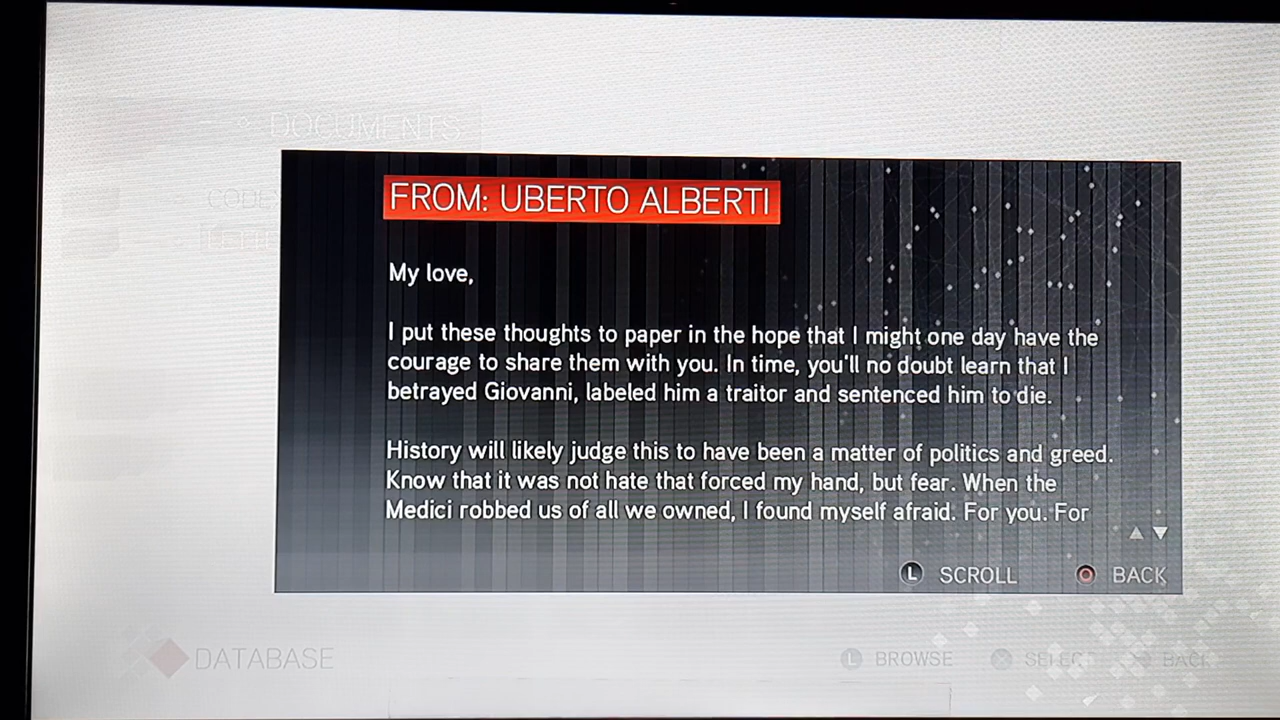 DOCUMENTS
CODEX
FROM: UBERTO ALBERTI
My love,
I put these thoughts to paper in the hope that I might one day have the
courage to share them with you. In time, you'll no doubt learn that I
betrayed Giovanni, labeled him a traitor and sentenced him to die.
History will likely judge this to have been a matter of politics and greed.
Know that it was not hate that forced my hand, but fear. When the
Medici robbed us of all we owned, I found myself afraid. For you. For
L SCROLL
BACK
DATABASE
L BROWSE
SELECT
BACK